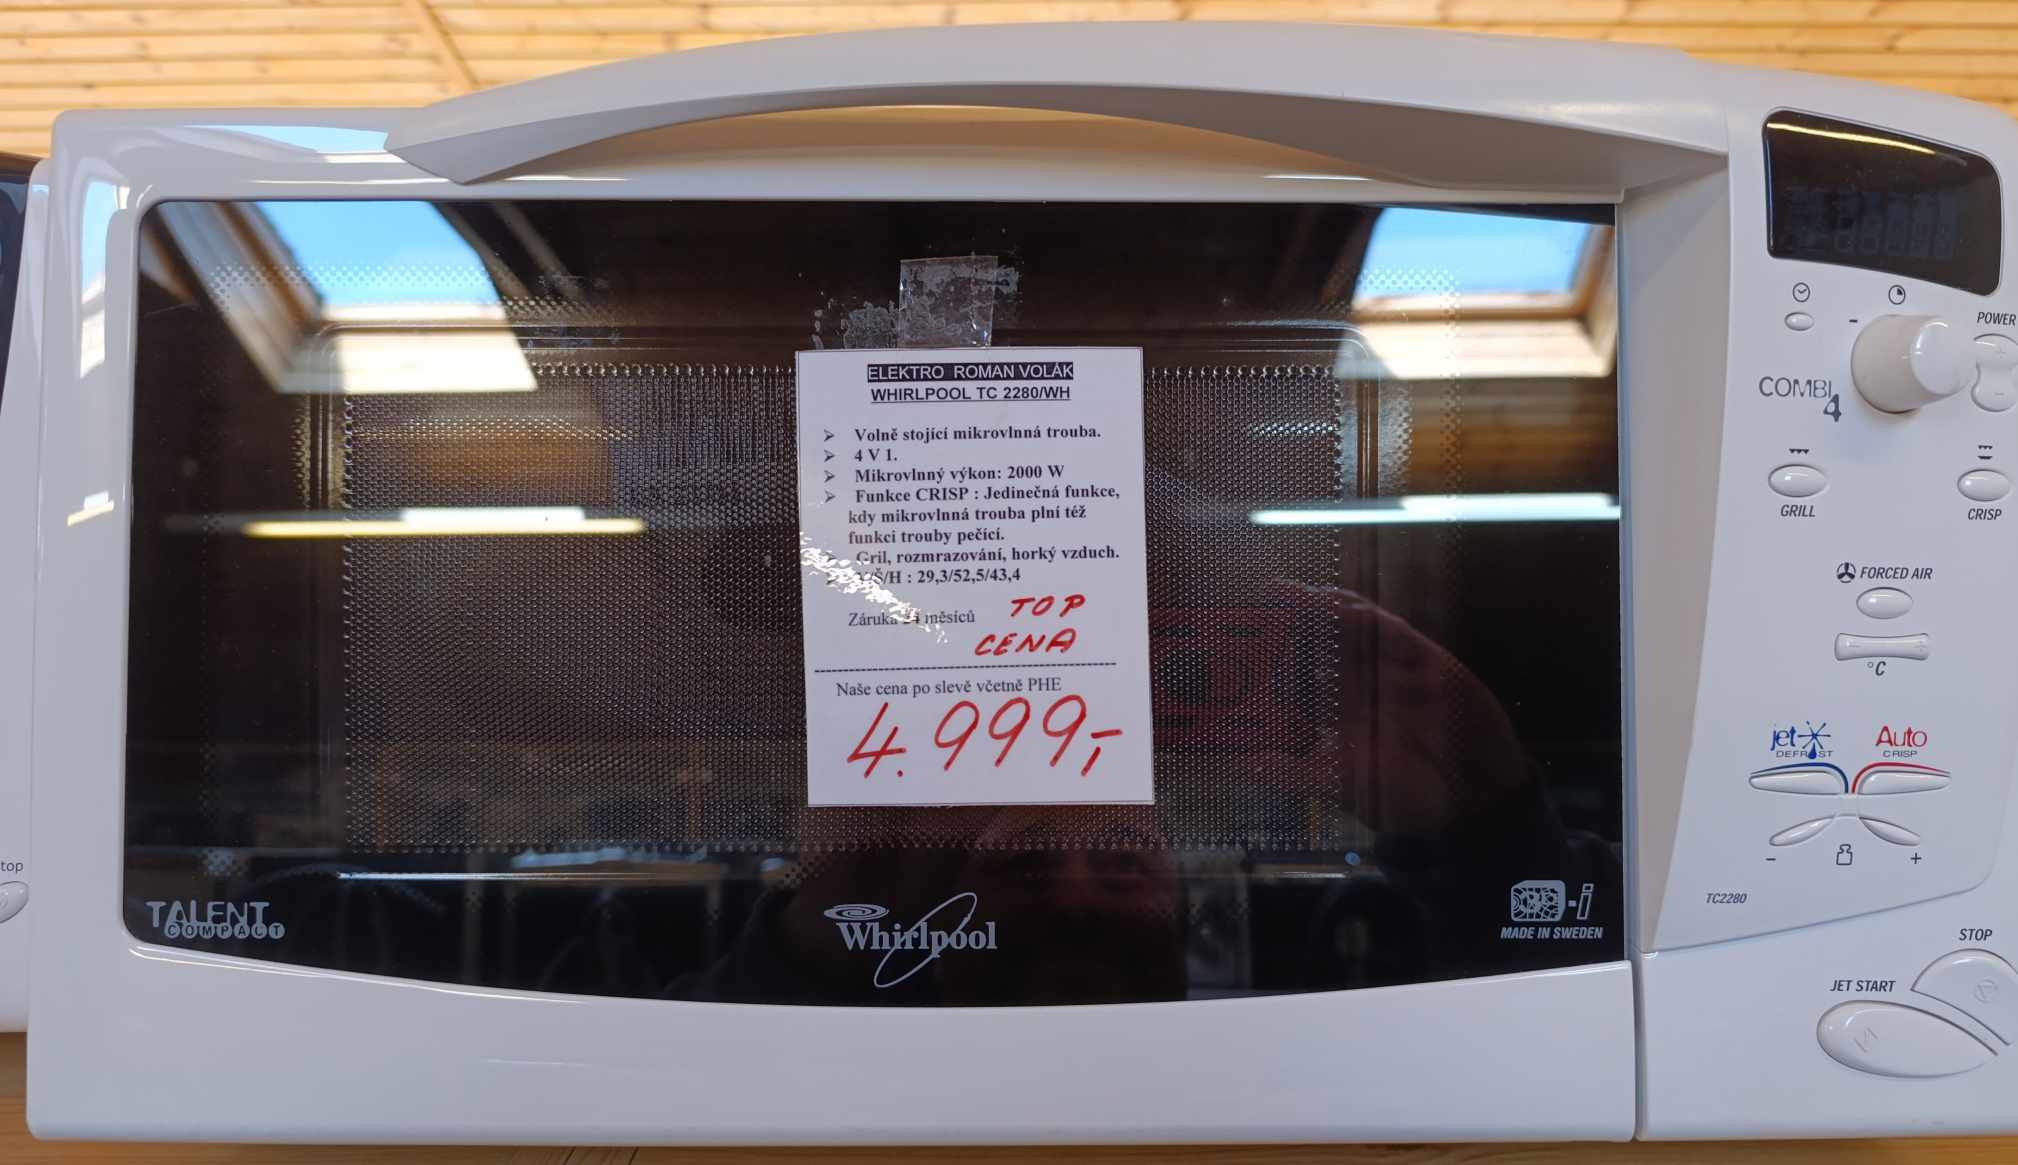 ELEKTRO ROMAN VOLÁK
WHIRLPOOL TC 2280/WH
Volně stojící mikrovlnná trouba.
4 V 1.
Mikrovlnný výkon: 2000 W
Funkce CRISP : Jedinečná funkce,
kdy mikrovlnná trouba plní též
funkci trouby pečící.
Gril, rozmrazování, horký vzduch.
/Š/H : 29,3/52,5/43,4
Záruka 24 měsíců
TOP
CENA
Naše cena po slevě včetně PHE
4.999,-
TALENT
COMPACT
Whirlpool
-i
MADE IN SWEDEN
POWER
- 
COMBI
4
GRILL
CRISP
FORCED AIR
- +
°C
jet
DEFROST
Auto
CRISP
- +
TC2280
STOP
JET START
top